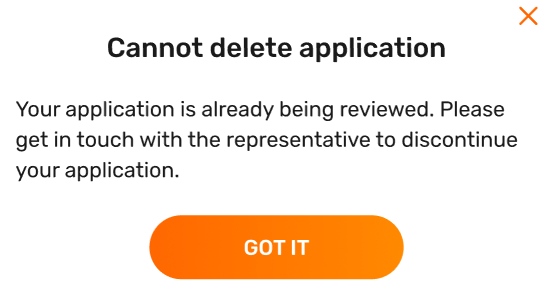 Cannot delete application
Your application is already being reviewed. Please
get in touch with the representative to discontinue
your application.
GOT IT